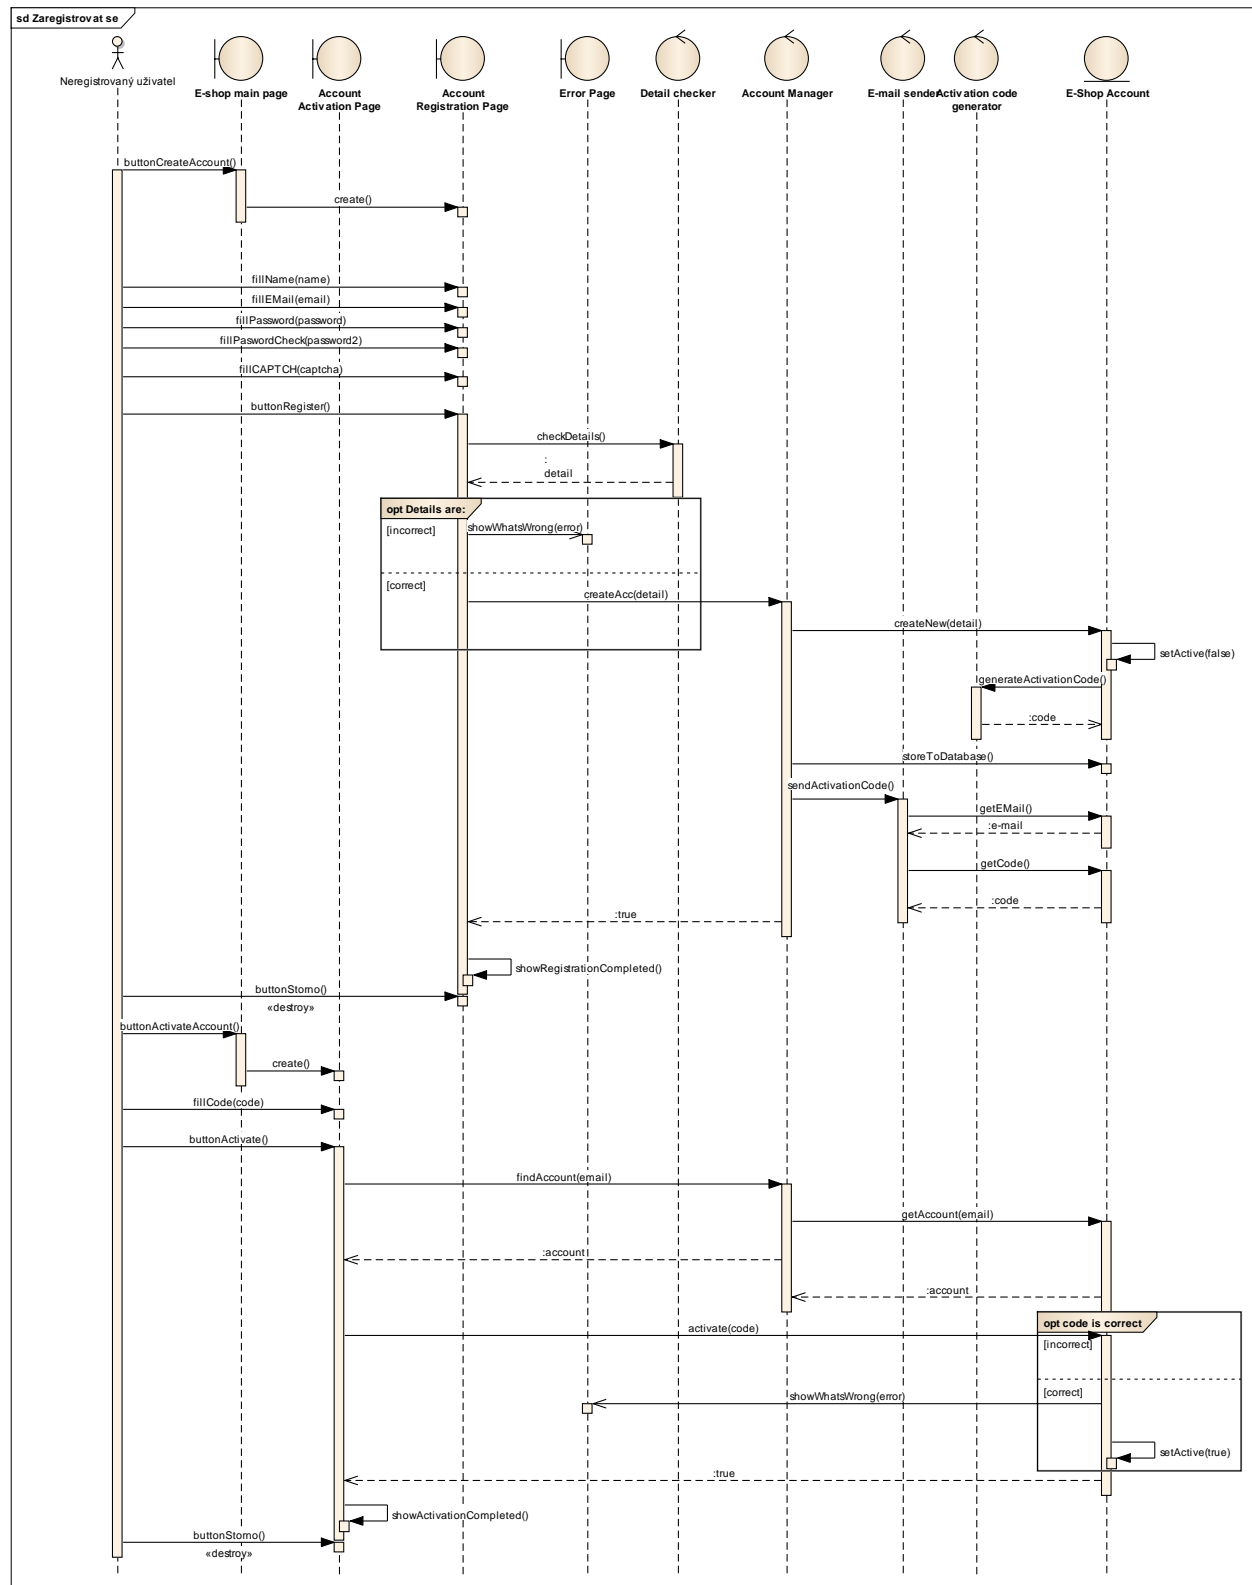 sd Zaregistrovat se
Neregistrovaný uživatel
E-shop main page
Account
Activation Page
Account
Registration Page
Error Page
Detail checker
Account Manager
E-mail sender
Activation code
generator
E-Shop Account
buttonCreateAccount()
create()
fillName(name)
fillEMail(email)
fillPassword(password)
fillPaswordCheck(password2)
fillCAPTCH(captcha)
buttonRegister()
checkDetails()
:
detail
opt Details are:
[incorrect]
showWhatsWrong(error)
[correct]
createAcc(detail)
createNew(detail)
setActive(false)
generateActivationCode()
:code
storeToDatabase()
sendActivationCode()
getEMail()
:e-mail
getCode()
:code
:true
showRegistrationCompleted()
buttonStorno()
«destroy»
buttonActivateAccount()
create()
fillCode(code)
buttonActivate()
findAccount(email)
getAccount(email)
:account
:account
opt code is correct
activate(code)
[incorrect]
[correct]
showWhatsWrong(error)
setActive(true)
:true
showActivationCompleted()
buttonStorno()
«destroy»